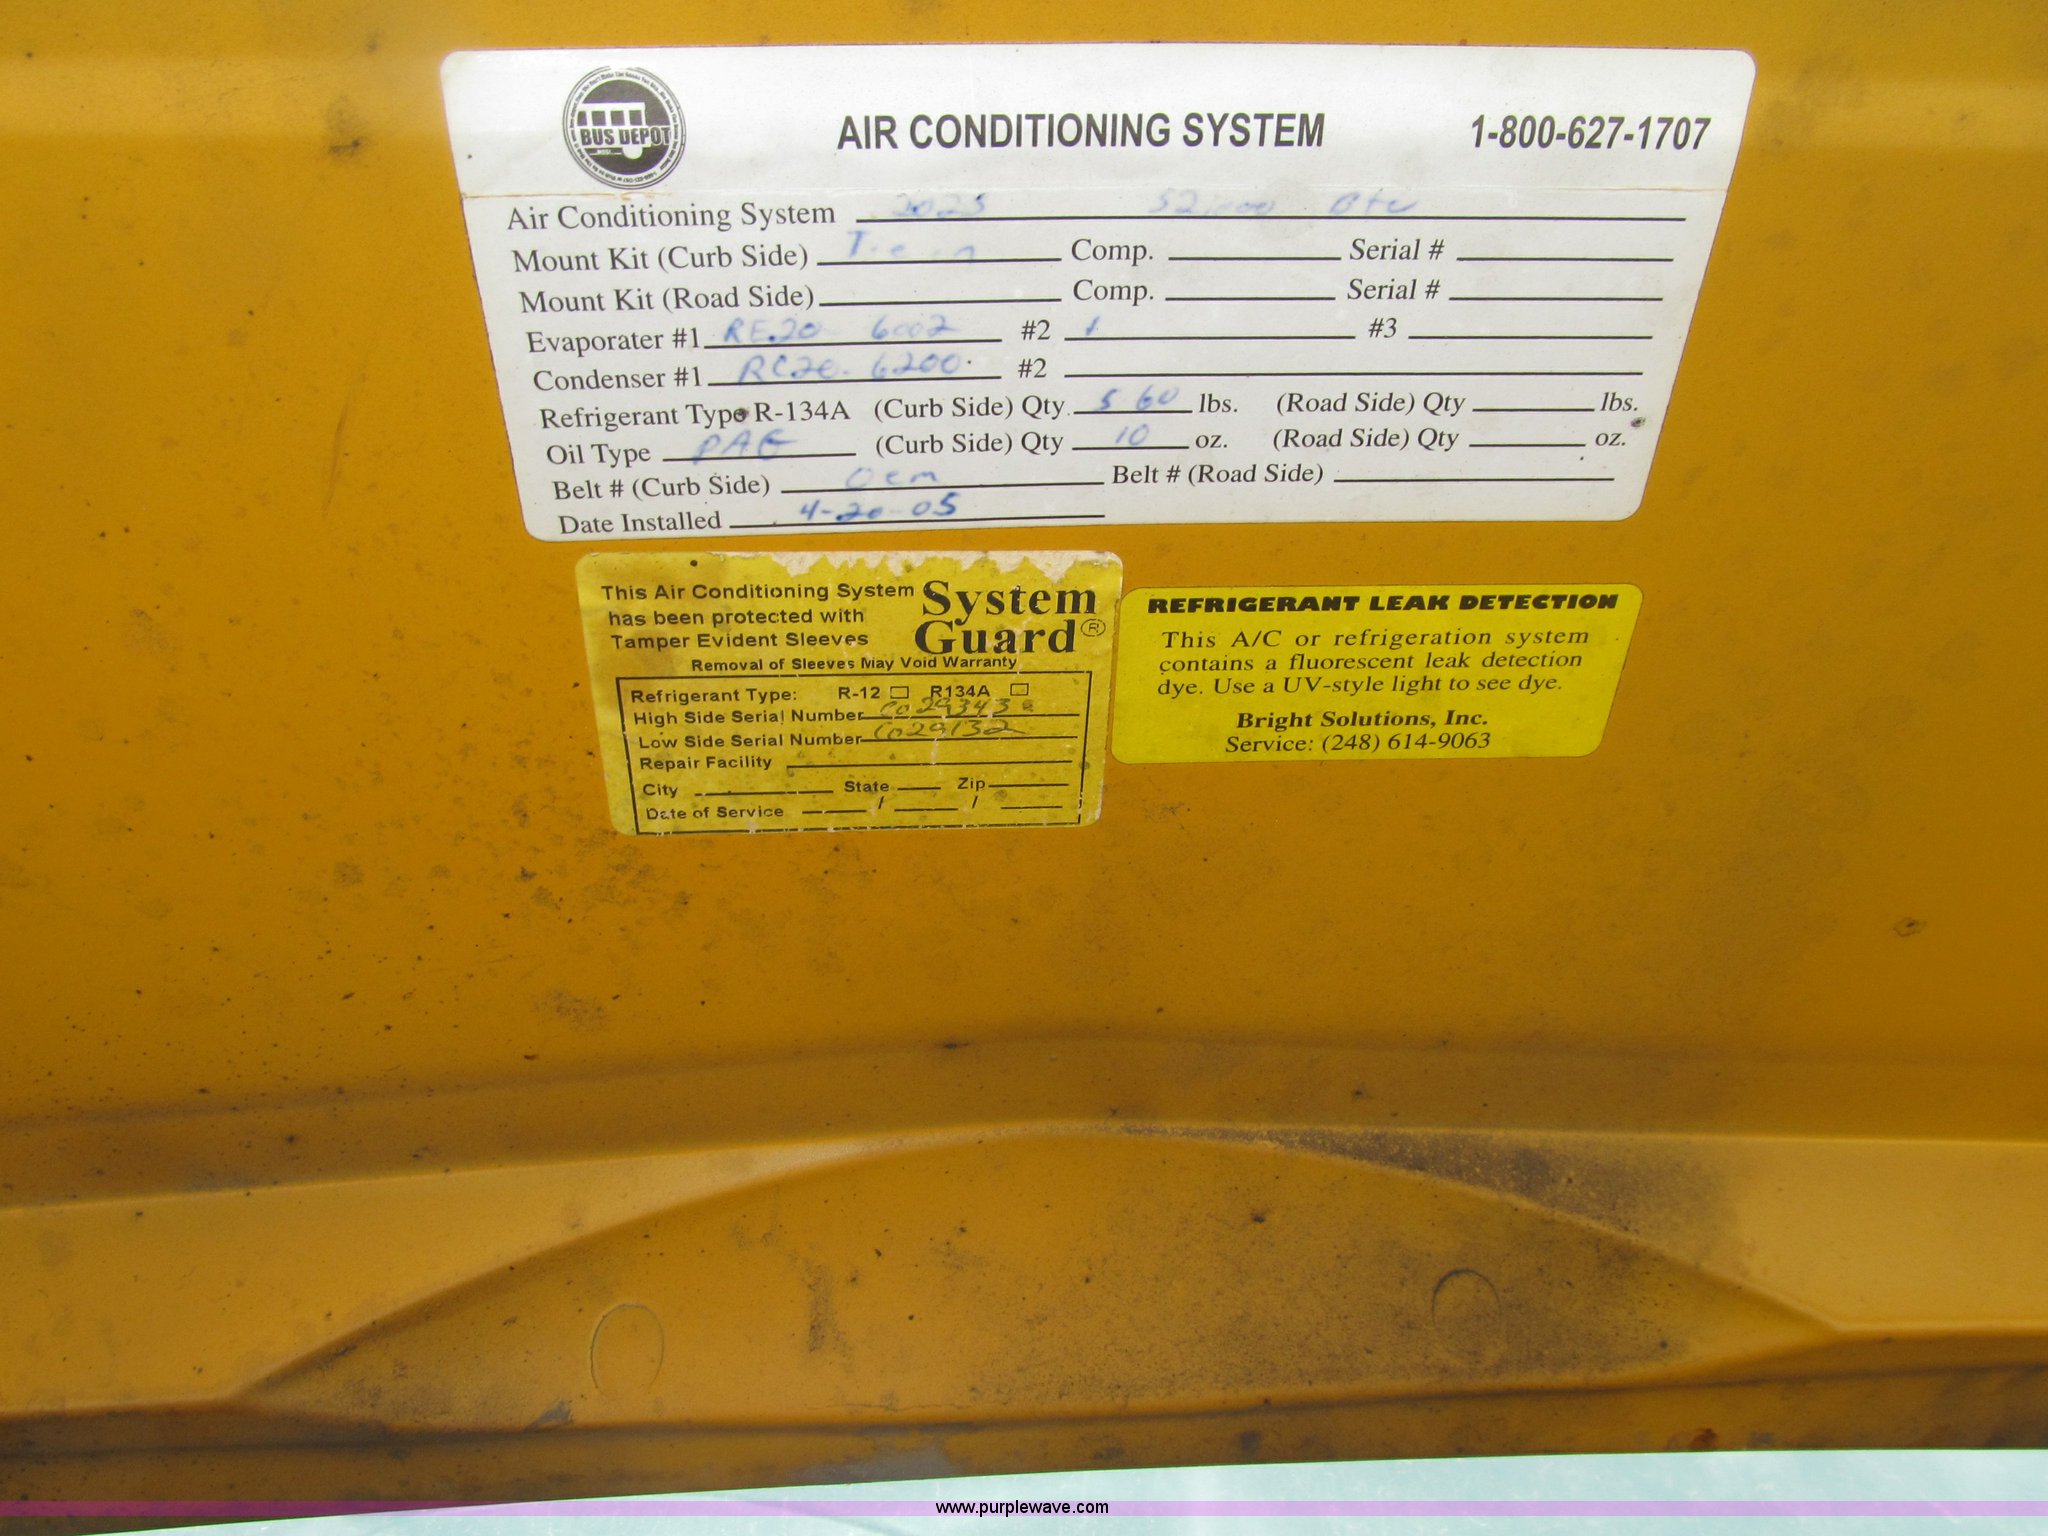 BUS DEPOT
AIR CONDITIONING SYSTEM 1-800-627-1707
Air Conditioning System 2025 Btu
Mount Kit (Curb Side) Comp. Serial #
Mount Kit (Road Side) Comp. Serial #
Evaporater #1 RE.20 6002 #2 #3
Condenser #1 RC20. 6200 #2
Refrigerant Type R-134A (Curb Side) Qty 5 60 lbs. (Road Side) Qty lbs.
Oil Type PAG (Curb Side) Qty 10 oz. (Road Side) Qty oz.
Belt # (Curb Side) Oem Belt # (Road Side)
Date Installed 4-20-05
This Air Conditioning System
has been protected with
Tamper Evident Sleeves
System
Guard®
Removal of Sleeves May Void Warranty
Refrigerant Type: R-12 R134A
High Side Serial Number
Low Side Serial Number
Repair Facility
City State Zip
Date of Service / /
REFRIGERANT LEAK DETECTION
This A/C or refrigeration system
contains a fluorescent leak detection
dye. Use a UV-style light to see dye.
Bright Solutions, Inc.
Service: (248) 614-9063
www.purplewave.com